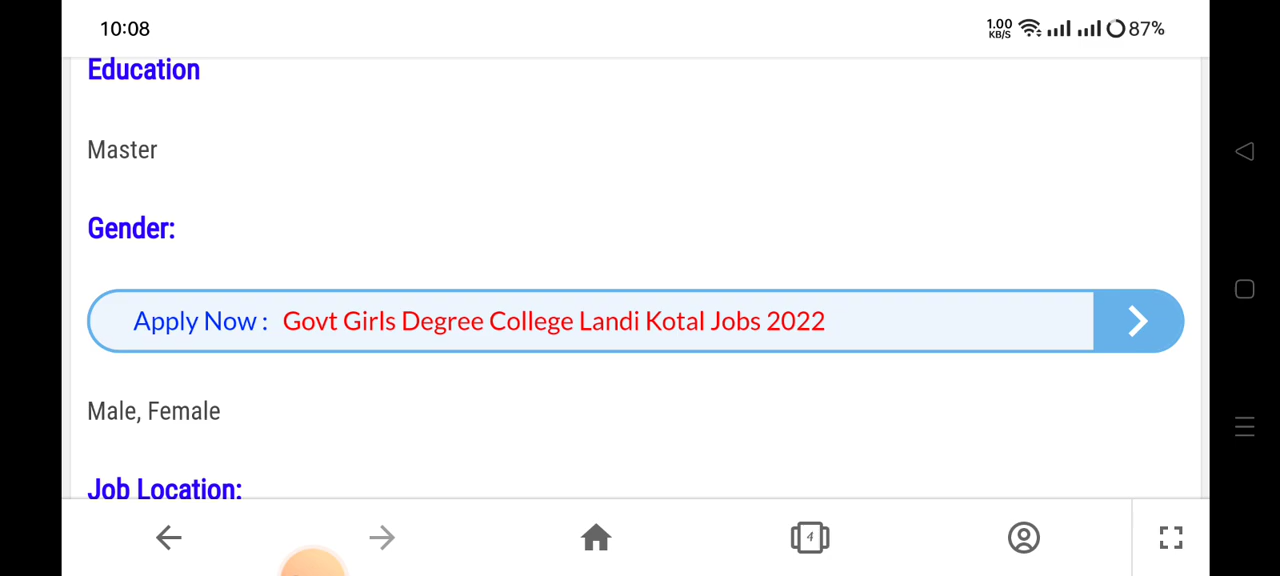 10:08
1.00
KB/S
87%
Education
Master
Gender:
Apply Now : Govt Girls Degree College Landi Kotal Jobs 2022
Male, Female
Job Location:
4